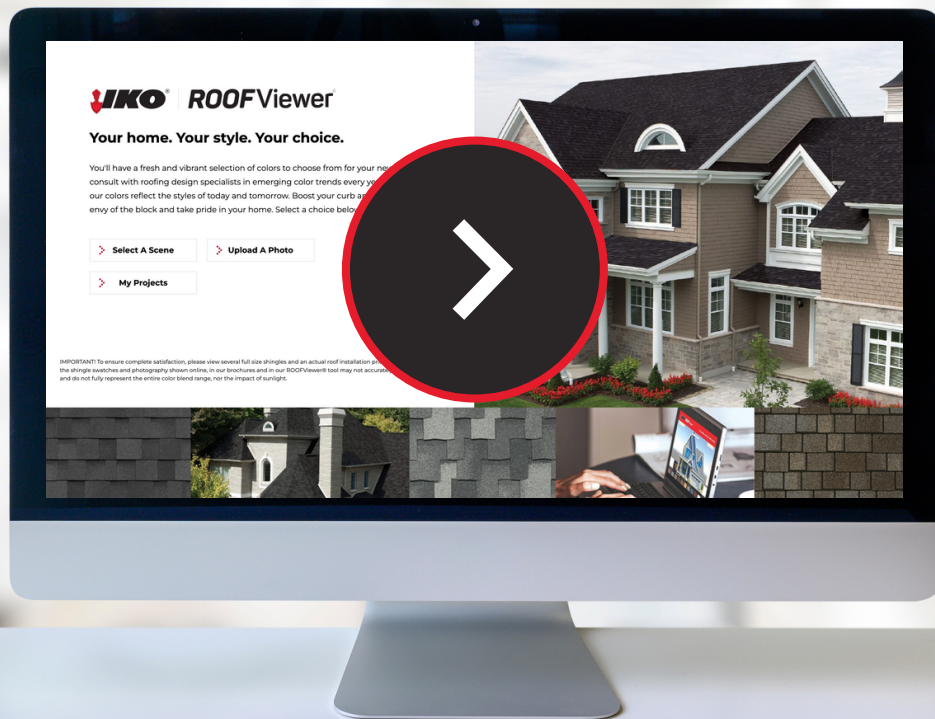 IKO® ROOFViewer®
Your home. Your style. Your choice.
You'll have a fresh and vibrant selection of colors to choose from for your
consult with roofing design specialists in emerging color trends every
our colors reflect the styles of today and tomorrow. Boost your curb
envy of the block and take pride in your home. Select a choice
Select A Scene
Upload A Photo
My Projects
IMPORTANT! To ensure complete satisfaction, please view several full size shingles and an actual roof installation
the shingle swatches and photography shown online, in our brochures and in our ROOFViewer® tool may not
and do not fully represent the entire color blend range, nor the impact of sunlight.